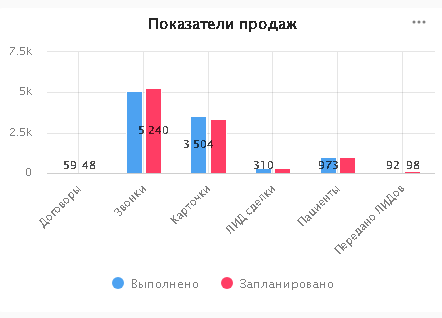 Показатели продаж
7.5k
5k
2.5k
0
59 48
5 240
3 504
310
973
92 98
Договоры
Звонки
Карточки
ЛИД сделки
Пациенты
Передано ЛИДов
Выполнено
Запланировано